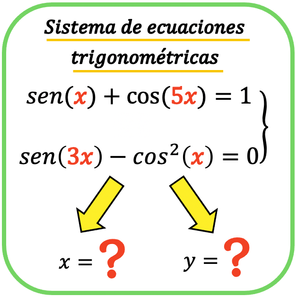 Sistema de ecuaciones
trigonométricas
sen(x) + cos(5x) = 1
sen(3x) − cos²(x) = 0
x = ? y = ?